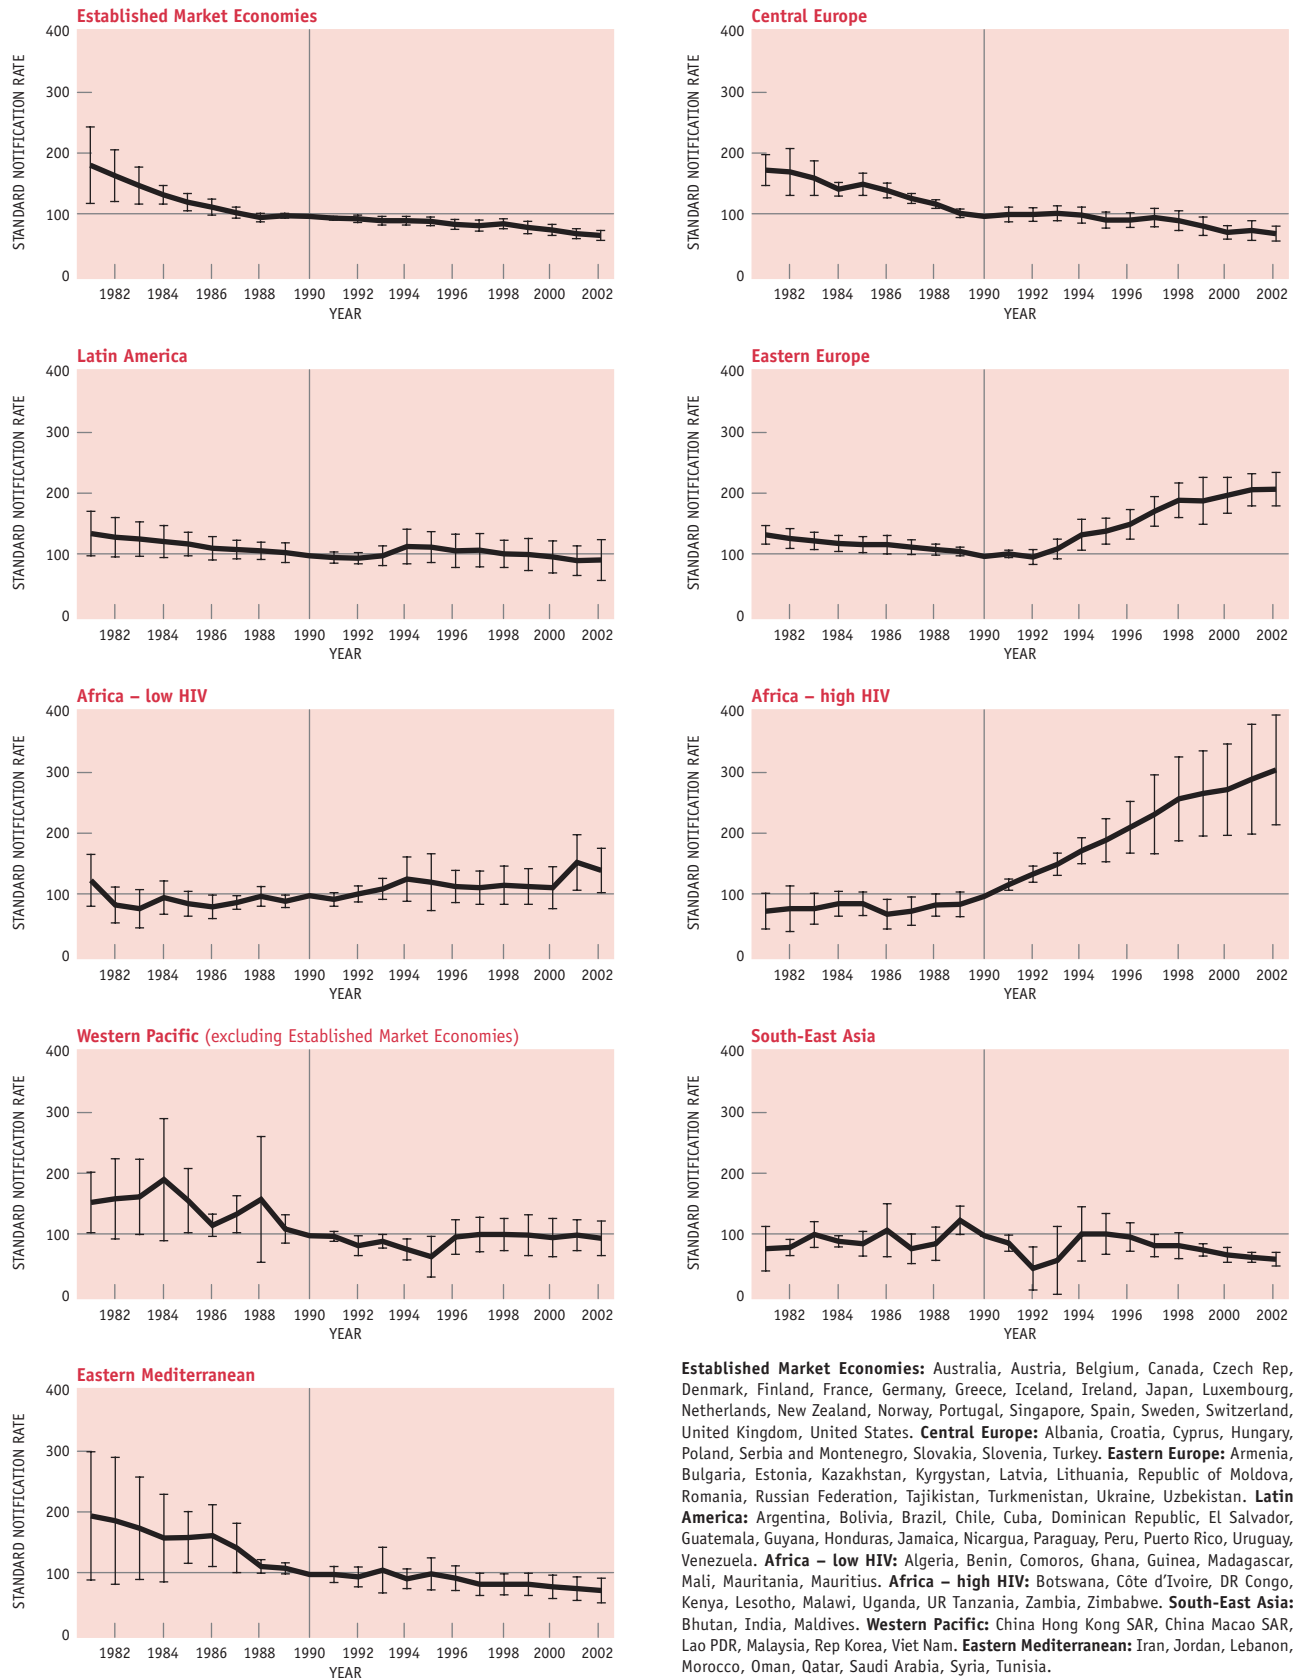 Established Market Economies
STANDARD NOTIFICATION RATE
400
300
200
100
0
1982 1984 1986 1988 1990 1992 1994 1996 1998 2000 2002
YEAR
Central Europe
STANDARD NOTIFICATION RATE
400
300
200
100
0
1982 1984 1986 1988 1990 1992 1994 1996 1998 2000 2002
YEAR
Latin America
STANDARD NOTIFICATION RATE
400
300
200
100
0
1982 1984 1986 1988 1990 1992 1994 1996 1998 2000 2002
YEAR
Eastern Europe
STANDARD NOTIFICATION RATE
400
300
200
100
0
1982 1984 1986 1988 1990 1992 1994 1996 1998 2000 2002
YEAR
Africa – low HIV
STANDARD NOTIFICATION RATE
400
300
200
100
0
1982 1984 1986 1988 1990 1992 1994 1996 1998 2000 2002
YEAR
Africa – high HIV
STANDARD NOTIFICATION RATE
400
300
200
100
0
1982 1984 1986 1988 1990 1992 1994 1996 1998 2000 2002
YEAR
Western Pacific (excluding Established Market Economies)
STANDARD NOTIFICATION RATE
400
300
200
100
0
1982 1984 1986 1988 1990 1992 1994 1996 1998 2000 2002
YEAR
South-East Asia
STANDARD NOTIFICATION RATE
400
300
200
100
0
1982 1984 1986 1988 1990 1992 1994 1996 1998 2000 2002
YEAR
Eastern Mediterranean
STANDARD NOTIFICATION RATE
400
300
200
100
0
Established Market Economies: Australia, Austria, Belgium, Canada, Czech Rep,
Denmark, Finland, France, Germany, Greece, Iceland, Ireland, Japan, Luxembourg,
Netherlands, New Zealand, Norway, Portugal, Singapore, Spain, Sweden, Switzerland,
United Kingdom, United States. Central Europe: Albania, Croatia, Cyprus, Hungary,
Poland, Serbia and Montenegro, Slovakia, Slovenia, Turkey. Eastern Europe: Armenia,
Bulgaria, Estonia, Kazakhstan, Kyrgystan, Latvia, Lithuania, Republic of Moldova,
Romania, Russian Federation, Tajikistan, Turkmenistan, Ukraine, Uzbekistan. Latin
America: Argentina, Bolivia, Brazil, Chile, Cuba, Dominican Republic, El Salvador,
Guatemala, Guyana, Honduras, Jamaica, Nicargua, Paraguay, Peru, Puerto Rico, Uruguay,
Venezuela. Africa – low HIV: Algeria, Benin, Comoros, Ghana, Guinea, Madagascar,
Mali, Mauritania, Mauritius. Africa – high HIV: Botswana, Côte d'Ivoire, DR Congo,
Kenya, Lesotho, Malawi, Uganda, UR Tanzania, Zambia, Zimbabwe. South-East Asia:
Bhutan, India, Maldives. Western Pacific: China Hong Kong SAR, China Macao SAR,
Lao PDR, Malaysia, Rep Korea, Viet Nam. Eastern Mediterranean: Iran, Jordan, Lebanon,
Morocco, Oman, Qatar, Saudi Arabia, Syria, Tunisia.